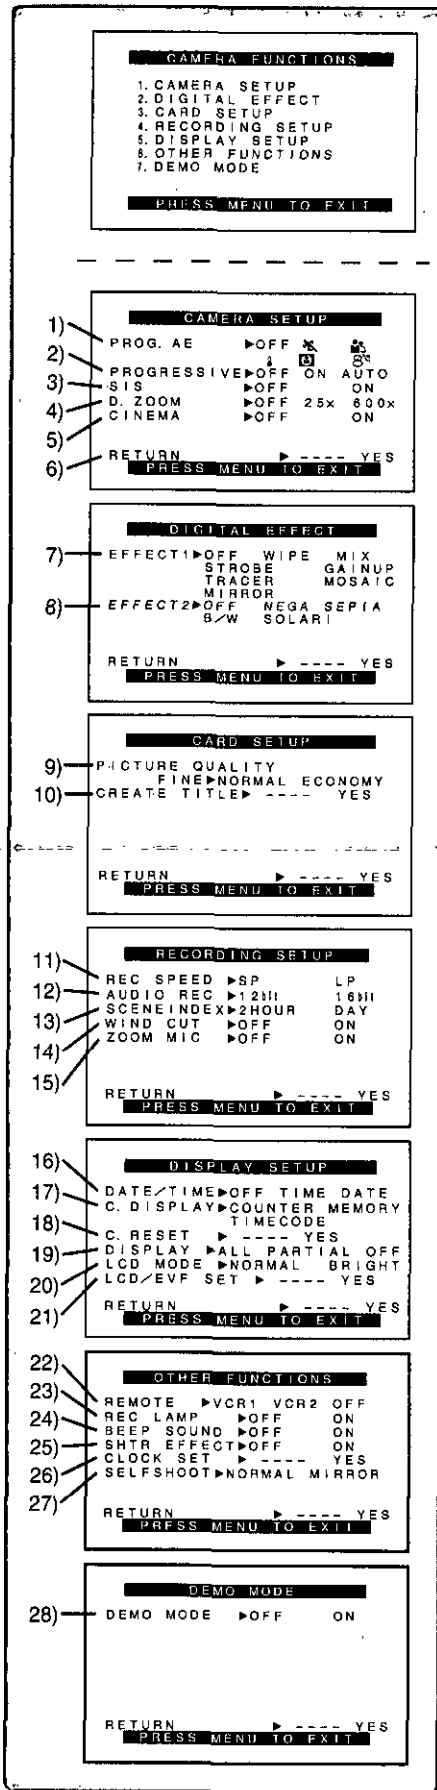 CAMERA FUNCTIONS
1. CAMERA SETUP
2. DIGITAL EFFECT
3. CARD SETUP
4. RECORDING SETUP
5. DISPLAY SETUP
6. OTHER FUNCTIONS
7. DEMO MODE
PRESS MENU TO EXIT
CAMERA SETUP
1) PROG. AE ▶OFF
2) PROGRESSIVE▶OFF ON AUTO
3) SIS ▶OFF ON
4) D. ZOOM ▶OFF 25x 600x
5) CINEMA ▶OFF ON
6) RETURN ▶ ---- YES
PRESS MENU TO EXIT
DIGITAL EFFECT
7) EFFECT1▶OFF WIPE MIX
STROBE GAINUP
TRACER MOSAIC
MIRROR
8) EFFECT2▶OFF NEGA SEPIA
B/W SOLARI
RETURN ▶ ---- YES
PRESS MENU TO EXIT
CARD SETUP
9) PICTURE QUALITY
FINE▶NORMAL ECONOMY
10) CREATE TITLE▶ ---- YES
RETURN ▶ ---- YES
PRESS MENU TO EXIT
RECORDING SETUP
11) REC SPEED ▶SP LP
12) AUDIO REC ▶12bit 16bit
13) SCENEINDEX▶2HOUR DAY
14) WIND CUT ▶OFF ON
15) ZOOM MIC ▶OFF ON
RETURN ▶ ---- YES
PRESS MENU TO EXIT
DISPLAY SETUP
16) DATE/TIME▶OFF TIME DATE
17) C. DISPLAY▶COUNTER MEMORY
TIMECODE
18) C. RESET ▶ ---- YES
19) DISPLAY ▶ALL PARTIAL OFF
20) LCD MODE ▶NORMAL BRIGHT
21) LCD/EVF SET ▶ ---- YES
RETURN ▶ ---- YES
PRESS MENU TO EXIT
OTHER FUNCTIONS
22) REMOTE ▶VCR1 VCR2 OFF
23) REC LAMP ▶OFF ON
24) BEEP SOUND ▶OFF ON
25) SHTR EFFECT▶OFF ON
26) CLOCK SET ▶ ---- YES
27) SELFSHOOT▶NORMAL MIRROR
RETURN ▶ ---- YES
PRESS MENU TO EXIT
DEMO MODE
28) DEMO MODE ▶OFF ON
RETURN ▶ ---- YES
PRESS MENU TO EXIT